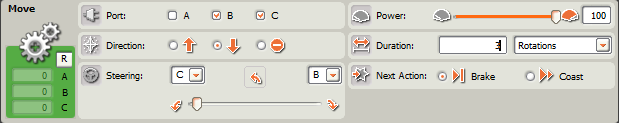 Move
Port: A B C
Power: 100
Direction:
Duration: 3 Rotations
Steering: C B
Next Action: Brake Coast
R
0 A
0 B
0 C